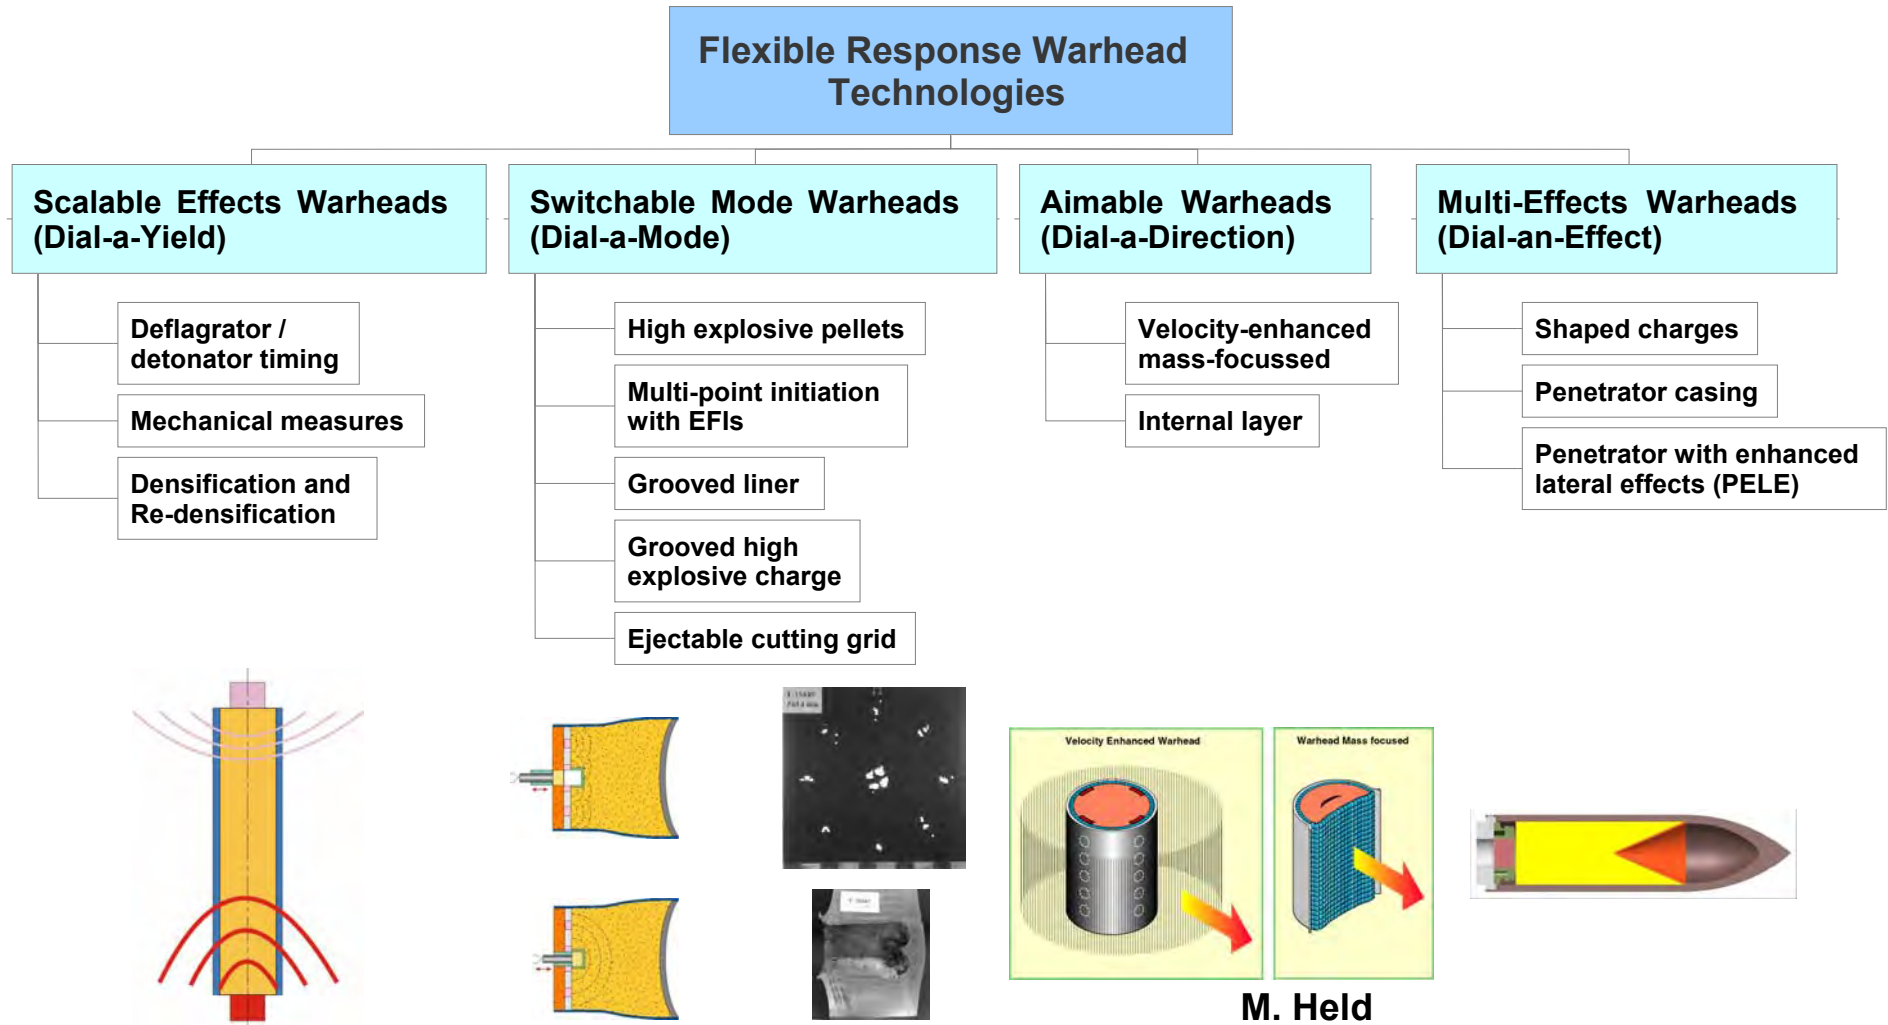 Flexible Response Warhead
Technologies
Scalable Effects Warheads
(Dial-a-Yield)
Deflagrator /
detonator timing
Mechanical measures
Densification and
Re-densification
Switchable Mode Warheads
(Dial-a-Mode)
High explosive pellets
Multi-point initiation
with EFIs
Grooved liner
Grooved high
explosive charge
Ejectable cutting grid
Aimable Warheads
(Dial-a-Direction)
Velocity-enhanced
mass-focussed
Internal layer
Multi-Effects Warheads
(Dial-an-Effect)
Shaped charges
Penetrator casing
Penetrator with enhanced
lateral effects (PELE)
Velocity Enhanced Warhead
Warhead Mass focused
M. Held